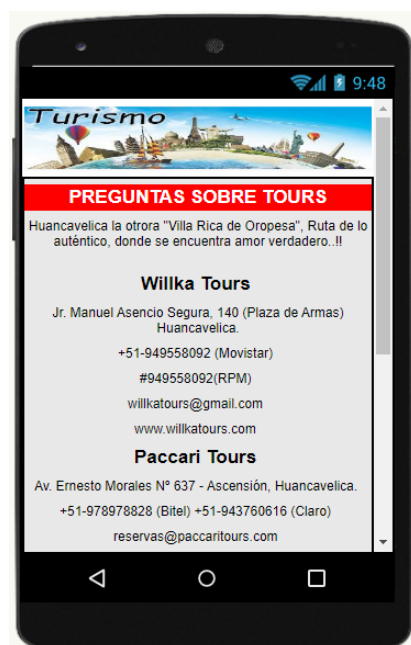 9:48
Turismo
PREGUNTAS SOBRE TOURS
Huancavelica la otrora "Villa Rica de Oropesa", Ruta de lo
auténtico, donde se encuentra amor verdadero..!!
Willka Tours
Jr. Manuel Asencio Segura, 140 (Plaza de Armas)
Huancavelica.
+51-949558092 (Movistar)
#949558092(RPM)
willkatours@gmail.com
www.willkatours.com
Paccari Tours
Av. Ernesto Morales Nº 637 - Ascensión, Huancavelica.
+51-978978828 (Bitel) +51-943760616 (Claro)
reservas@paccaritours.com